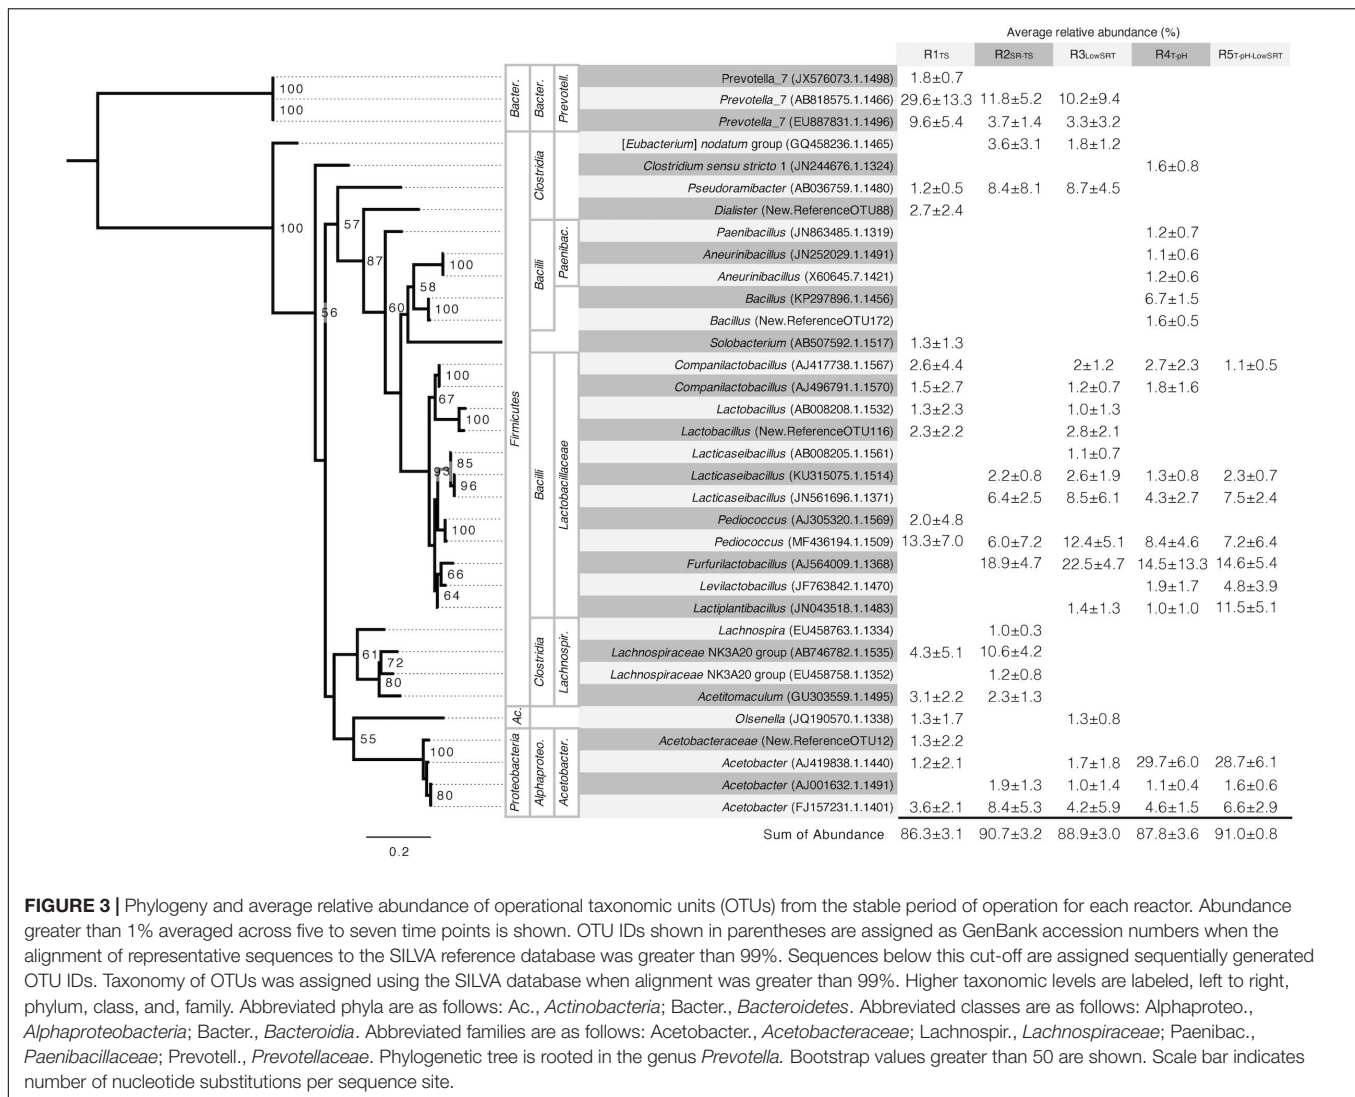 Average relative abundance (%)
R1TS R2SR-TS R3LowSRT R4T-pH R5T-pH-LowSRT
100
100
100
57
87
56
60
100
58
100
100
67
100
85
93
96
100
66
64
61
72
80
55
100
80
0.2
Bacter. Bacter. Prevotell.
Firmicutes
Clostridia
Bacilli Paenibac.
Bacilli Lactobacillaceae
Clostridia Lachnospir.
Ac.
Proteobacteria Alphaproteo. Acetobacter.
Prevotella_7 (JX576073.1.1498) 1.8±0.7
Prevotella_7 (AB818575.1.1466) 29.6±13.3 11.8±5.2 10.2±9.4
Prevotella_7 (EU887831.1.1496) 9.6±5.4 3.7±1.4 3.3±3.2
[Eubacterium] nodatum group (GQ458236.1.1465) 3.6±3.1 1.8±1.2
Clostridium sensu stricto 1 (JN244676.1.1324) 1.6±0.8
Pseudoramibacter (AB036759.1.1480) 1.2±0.5 8.4±8.1 8.7±4.5
Dialister (New.ReferenceOTU88) 2.7±2.4
Paenibacillus (JN863485.1.1319) 1.2±0.7
Aneurinibacillus (JN252029.1.1491) 1.1±0.6
Aneurinibacillus (X60645.7.1421) 1.2±0.6
Bacillus (KP297896.1.1456) 6.7±1.5
Bacillus (New.ReferenceOTU172) 1.6±0.5
Solobacterium (AB507592.1.1517) 1.3±1.3
Companilactobacillus (AJ417738.1.1567) 2.6±4.4 2±1.2 2.7±2.3 1.1±0.5
Companilactobacillus (AJ496791.1.1570) 1.5±2.7 1.2±0.7 1.8±1.6
Lactobacillus (AB008208.1.1532) 1.3±2.3 1.0±1.3
Lactobacillus (New.ReferenceOTU116) 2.3±2.2 2.8±2.1
Lacticaseibacillus (AB008205.1.1561) 1.1±0.7
Lacticaseibacillus (KU315075.1.1514) 2.2±0.8 2.6±1.9 1.3±0.8 2.3±0.7
Lacticaseibacillus (JN561696.1.1371) 6.4±2.5 8.5±6.1 4.3±2.7 7.5±2.4
Pediococcus (AJ305320.1.1569) 2.0±4.8
Pediococcus (MF436194.1.1509) 13.3±7.0 6.0±7.2 12.4±5.1 8.4±4.6 7.2±6.4
Furfurilactobacillus (AJ564009.1.1368) 18.9±4.7 22.5±4.7 14.5±13.3 14.6±5.4
Levilactobacillus (JF763842.1.1470) 1.9±1.7 4.8±3.9
Lactiplantibacillus (JN043518.1.1483) 1.4±1.3 1.0±1.0 11.5±5.1
Lachnospira (EU458763.1.1334) 1.0±0.3
Lachnospiraceae NK3A20 group (AB746782.1.1535) 4.3±5.1 10.6±4.2
Lachnospiraceae NK3A20 group (EU458758.1.1352) 1.2±0.8
Acetitomaculum (GU303559.1.1495) 3.1±2.2 2.3±1.3
Olsenella (JQ190570.1.1338) 1.3±1.7 1.3±0.8
Acetobacteraceae (New.ReferenceOTU12) 1.3±2.2
Acetobacter (AJ419838.1.1440) 1.2±2.1 1.7±1.8 29.7±6.0 28.7±6.1
Acetobacter (AJ001632.1.1491) 1.9±1.3 1.0±1.4 1.1±0.4 1.6±0.6
Acetobacter (FJ157231.1.1401) 3.6±2.1 8.4±5.3 4.2±5.9 4.6±1.5 6.6±2.9
Sum of Abundance 86.3±3.1 90.7±3.2 88.9±3.0 87.8±3.6 91.0±0.8
FIGURE 3 | Phylogeny and average relative abundance of operational taxonomic units (OTUs) from the stable period of operation for each reactor. Abundance
greater than 1% averaged across five to seven time points is shown. OTU IDs shown in parentheses are assigned as GenBank accession numbers when the
alignment of representative sequences to the SILVA reference database was greater than 99%. Sequences below this cut-off are assigned sequentially generated
OTU IDs. Taxonomy of OTUs was assigned using the SILVA database when alignment was greater than 99%. Higher taxonomic levels are labeled, left to right,
phylum, class, and, family. Abbreviated phyla are as follows: Ac., Actinobacteria; Bacter., Bacteroidetes. Abbreviated classes are as follows: Alphaproteo.,
Alphaproteobacteria; Bacter., Bacteroidia. Abbreviated families are as follows: Acetobacter., Acetobacteraceae; Lachnospir., Lachnospiraceae; Paenibac.,
Paenibacillaceae; Prevotell., Prevotellaceae. Phylogenetic tree is rooted in the genus Prevotella. Bootstrap values greater than 50 are shown. Scale bar indicates
number of nucleotide substitutions per sequence site.